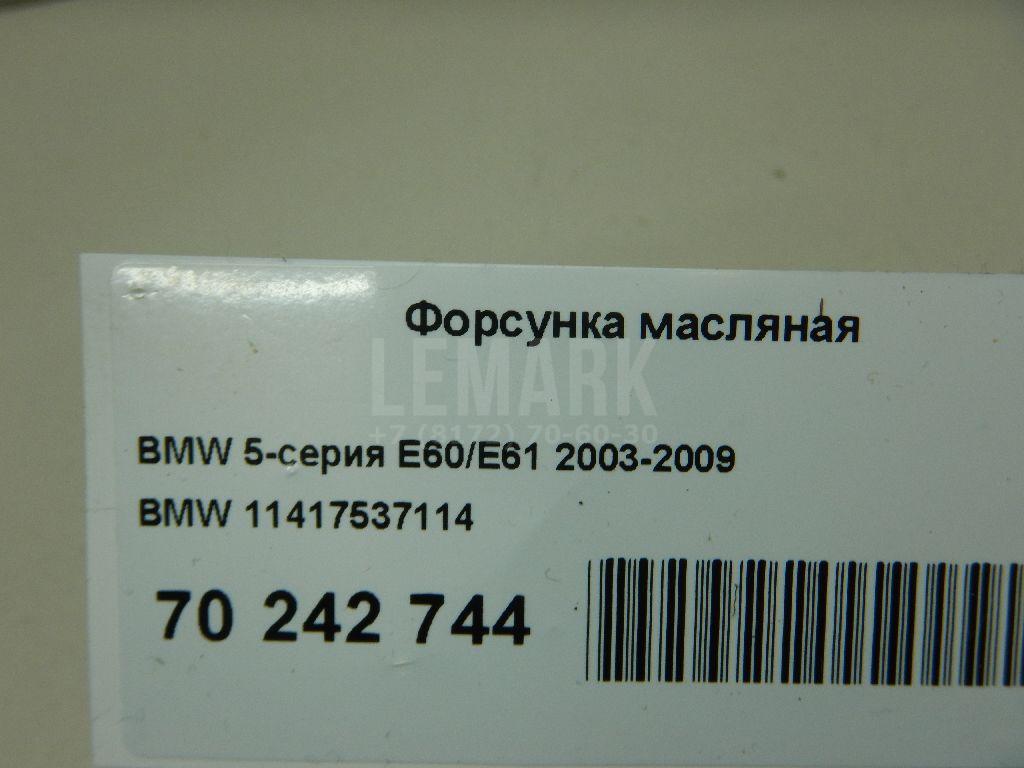 Форсунка масляная
LEMARK
+7 (8172) 70-60-30
BMW 5-серия E60/E61 2003-2009
BMW 11417537114
70 242 744